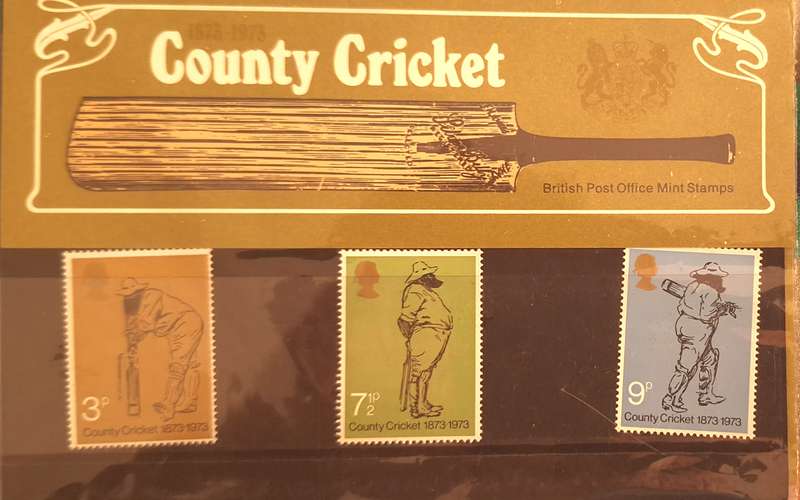 1873-1973
County Cricket
British Post Office Mint Stamps
3P
7½P
9P
County Cricket 1873-1973
County Cricket 1873-1973
County Cricket 1873-1973